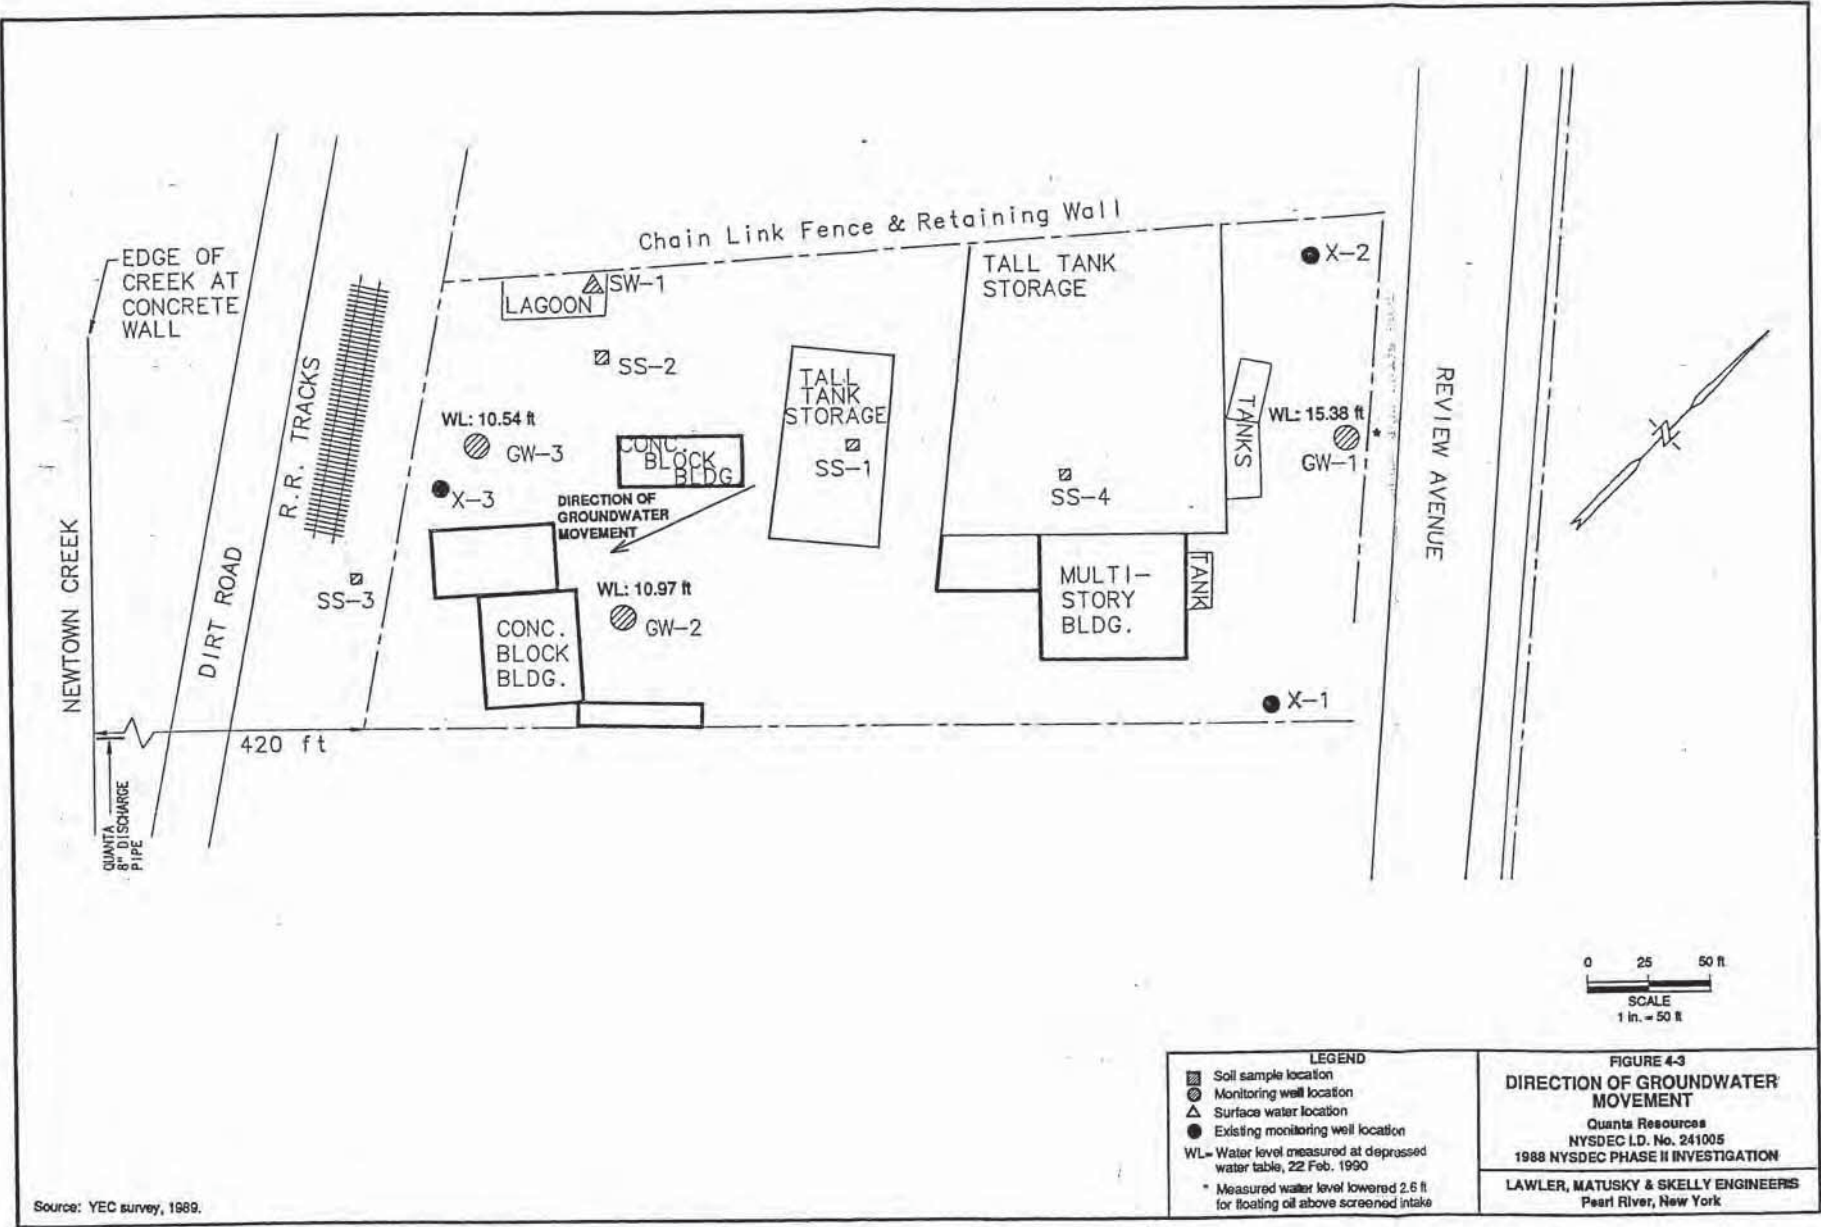 Chain Link Fence & Retaining Wall
EDGE OF
CREEK AT
CONCRETE
WALL
R.R. TRACKS
DIRT ROAD
NEWTOWN CREEK
LAGOON
SW-1
SS-2
WL: 10.54 ft
GW-3
X-3
CONC.
BLOCK
BLDG
DIRECTION OF
GROUNDWATER
MOVEMENT
TALL
TANK
STORAGE
SS-1
TALL TANK
STORAGE
SS-4
X-2
TANKS
WL: 15.38 ft
*
GW-1
REVIEW AVENUE
SS-3
WL: 10.97 ft
GW-2
CONC.
BLOCK
BLDG.
MULTI-
STORY
BLDG.
TANK
X-1
420 ft
QUANTA
8" DISCHARGE
PIPE
N
0 25 50 ft
SCALE
1 in. = 50 ft
LEGEND
Soil sample location
Monitoring well location
Surface water location
Existing monitoring well location
WL= Water level measured at depressed
water table, 22 Feb. 1990
* Measured water level lowered 2.6 ft
for floating oil above screened intake
FIGURE 4-3
DIRECTION OF GROUNDWATER
MOVEMENT
Quanta Resources
NYSDEC I.D. No. 241005
1988 NYSDEC PHASE II INVESTIGATION
LAWLER, MATUSKY & SKELLY ENGINEERS
Pearl River, New York
Source: YEC survey, 1989.